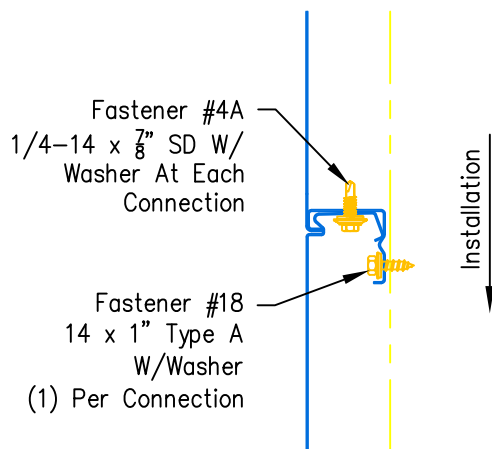 Fastener #4A
1/4-14 x 7/8" SD W/
Washer At Each
Connection
Installation
Fastener #18
14 x 1" Type A
W/Washer
(1) Per Connection